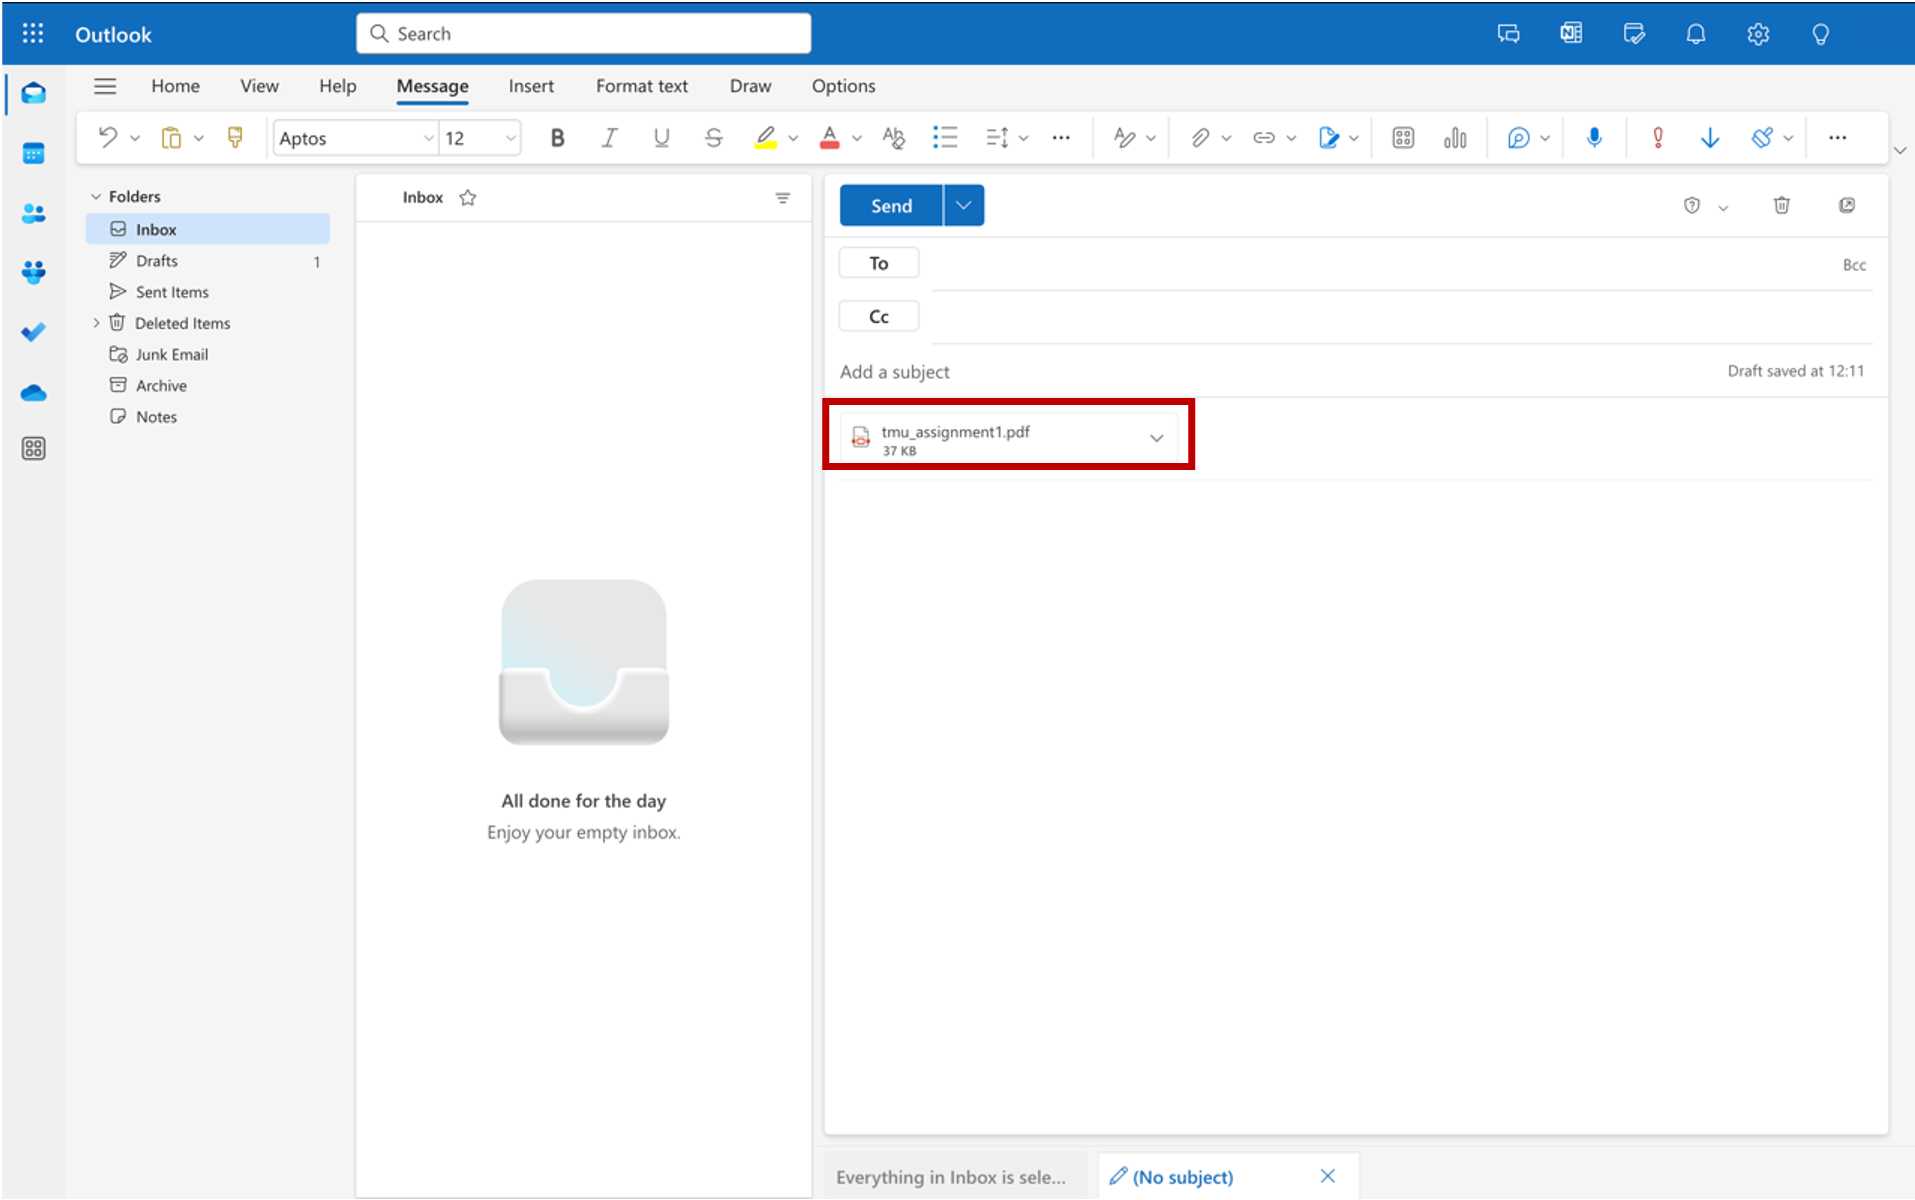 Outlook
Search
Home View Help Message Insert Format text Draw Options
Aptos 12
Folders
Inbox
Drafts 1
Sent Items
Deleted Items
Junk Email
Archive
Notes
Inbox
All done for the day
Enjoy your empty inbox.
Send
To
Bcc
Cc
Add a subject
Draft saved at 12:11
tmu_assignment1.pdf
37 KB
Everything in Inbox is sele...
(No subject)